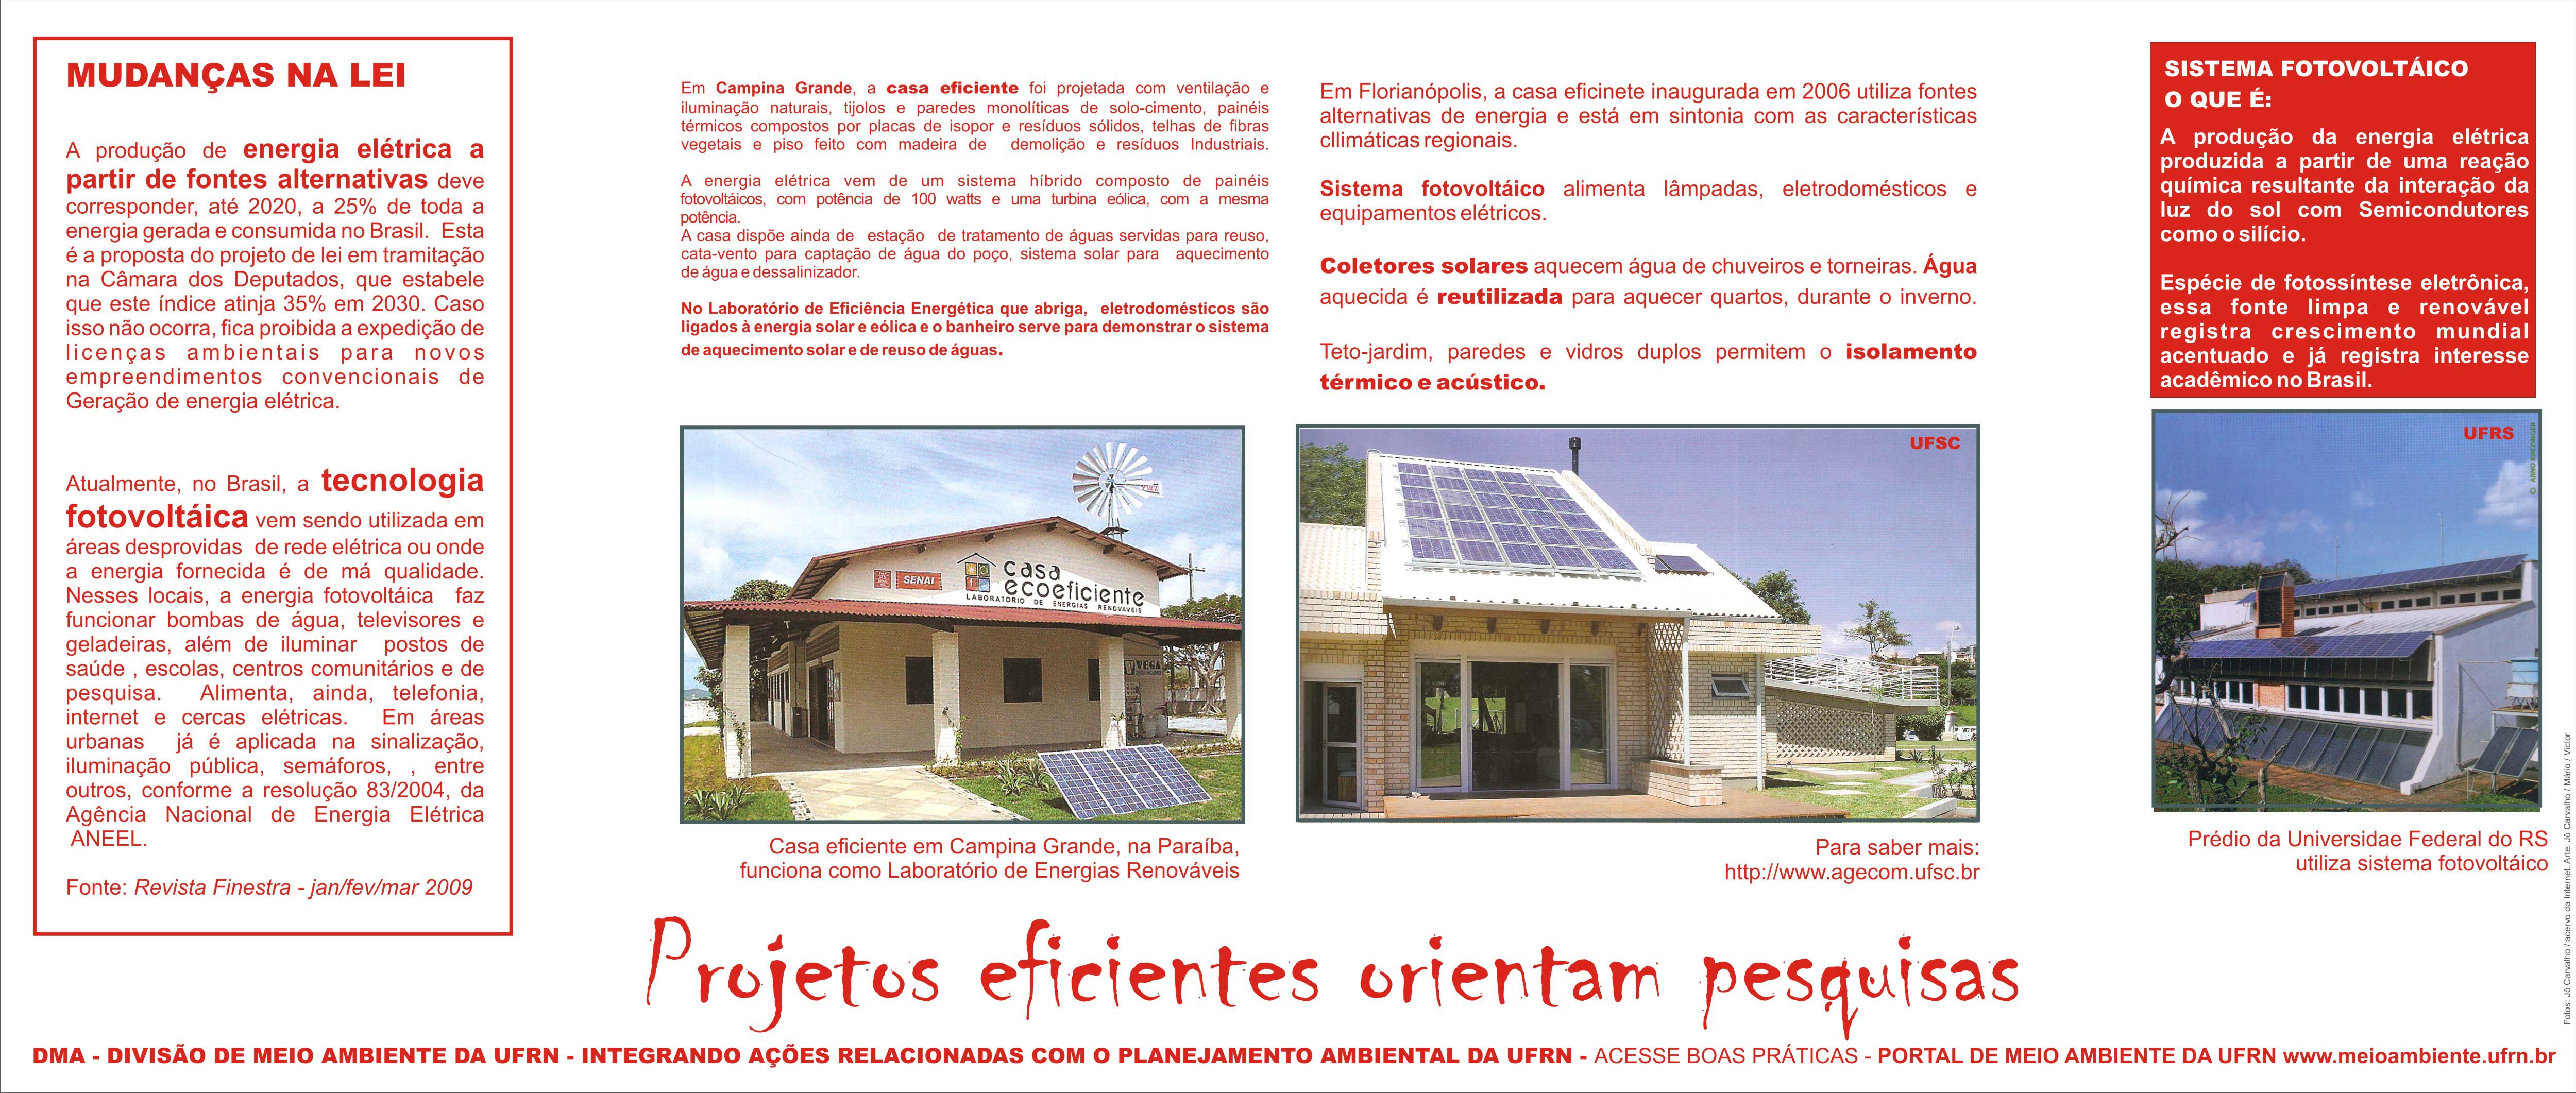 MUDANÇAS NA LEI
A produção de energia elétrica a
partir de fontes alternativas deve
corresponder, até 2020, a 25% de toda a
energia gerada e consumida no Brasil. Esta
é a proposta do projeto de lei em tramitação
na Câmara dos Deputados, que estabele
que este índice atinja 35% em 2030. Caso
isso não ocorra, fica proibida a expedição de
licenças ambientais para novos
empreendimentos convencionais de
Geração de energia elétrica.
Atualmente, no Brasil, a tecnologia
fotovoltáica vem sendo utilizada em
áreas desprovidas de rede elétrica ou onde
a energia fornecida é de má qualidade.
Nesses locais, a energia fotovoltáica faz
funcionar bombas de água, televisores e
geladeiras, além de iluminar postos de
saúde , escolas, centros comunitários e de
pesquisa. Alimenta, ainda, telefonia,
internet e cercas elétricas. Em áreas
urbanas já é aplicada na sinalização,
iluminação pública, semáforos, , entre
outros, conforme a resolução 83/2004, da
Agência Nacional de Energia Elétrica
ANEEL.
Fonte: Revista Finestra - jan/fev/mar 2009
Em Campina Grande, a casa eficiente foi projetada com ventilação e
iluminação naturais, tijolos e paredes monolíticas de solo-cimento, painéis
térmicos compostos por placas de isopor e resíduos sólidos, telhas de fibras
vegetais e piso feito com madeira de demolição e resíduos Industriais.
A energia elétrica vem de um sistema híbrido composto de painéis
fotovoltáicos, com potência de 100 watts e uma turbina eólica, com a mesma
potência.
A casa dispõe ainda de estação de tratamento de águas servidas para reuso,
cata-vento para captação de água do poço, sistema solar para aquecimento
de água e dessalinizador.
No Laboratório de Eficiência Energética que abriga, eletrodomésticos são
ligados à energia solar e eólica e o banheiro serve para demonstrar o sistema
de aquecimento solar e de reuso de águas.
SENAI
casa
ecoeficiente
LABORATÓRIO DE ENERGIAS RENOVÁVEIS
VEGA
Casa eficiente em Campina Grande, na Paraíba,
funciona como Laboratório de Energias Renováveis
Em Florianópolis, a casa eficinete inaugurada em 2006 utiliza fontes
alternativas de energia e está em sintonia com as características
cllimáticas regionais.
Sistema fotovoltáico alimenta lâmpadas, eletrodomésticos e
equipamentos elétricos.
Coletores solares aquecem água de chuveiros e torneiras. Água
aquecida é reutilizada para aquecer quartos, durante o inverno.
Teto-jardim, paredes e vidros duplos permitem o isolamento
térmico e acústico.
UFSC
Para saber mais:
http://www.agecom.ufsc.br
SISTEMA FOTOVOLTÁICO
O QUE É:
A produção da energia elétrica
produzida a partir de uma reação
química resultante da interação da
luz do sol com Semicondutores
como o silício.
Espécie de fotossíntese eletrônica,
essa fonte limpa e renovável
registra crescimento mundial
acentuado e já registra interesse
acadêmico no Brasil.
UFRS
Prédio da Universidae Federal do RS
utiliza sistema fotovoltáico
Fotos: Jô Carvalho / acervo da Internet. Arte: Jô Carvalho / Mário / Victor
Projetos eficientes orientam pesquisas
DMA - DIVISÃO DE MEIO AMBIENTE DA UFRN - INTEGRANDO AÇÕES RELACIONADAS COM O PLANEJAMENTO AMBIENTAL DA UFRN - ACESSE BOAS PRÁTICAS - PORTAL DE MEIO AMBIENTE DA UFRN www.meioambiente.ufrn.br